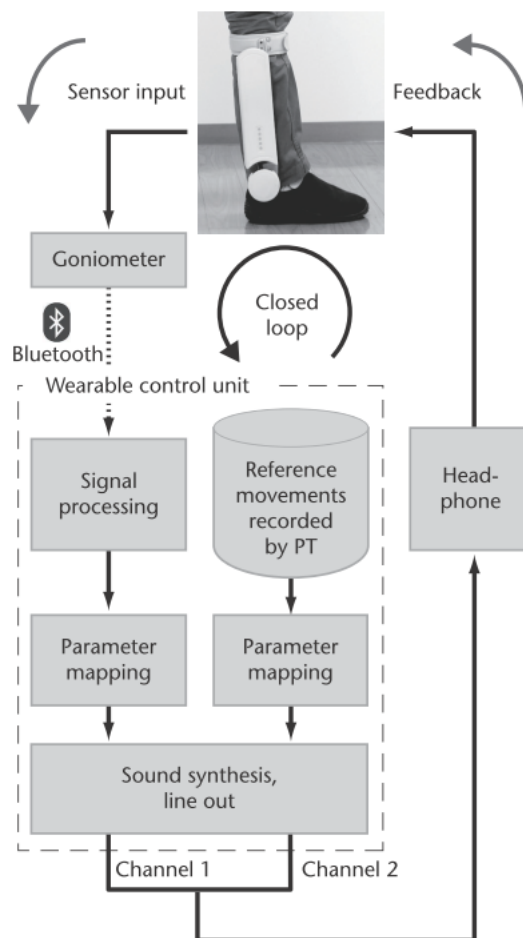 Sensor input
Feedback
Goniometer
Closed
loop
Bluetooth
Wearable control unit
Signal
processing
Reference
movements
recorded
by PT
Head-
phone
Parameter
mapping
Parameter
mapping
Sound synthesis,
line out
Channel 1
Channel 2